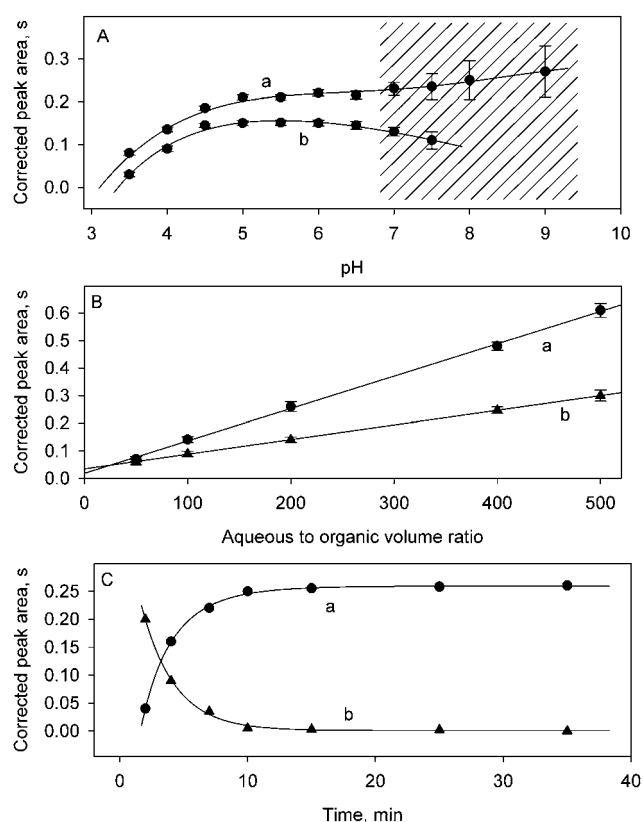 A
Corrected peak area, s
0.3
0.2
0.1
0.0
a
b
3 4 5 6 7 8 9 10
pH
B
Corrected peak area, s
0.6
0.5
0.4
0.3
0.2
0.1
0.0
a
b
0 100 200 300 400 500
Aqueous to organic volume ratio
C
Corrected peak area, s
0.25
0.20
0.15
0.10
0.05
0.00
a
b
0 10 20 30 40
Time, min